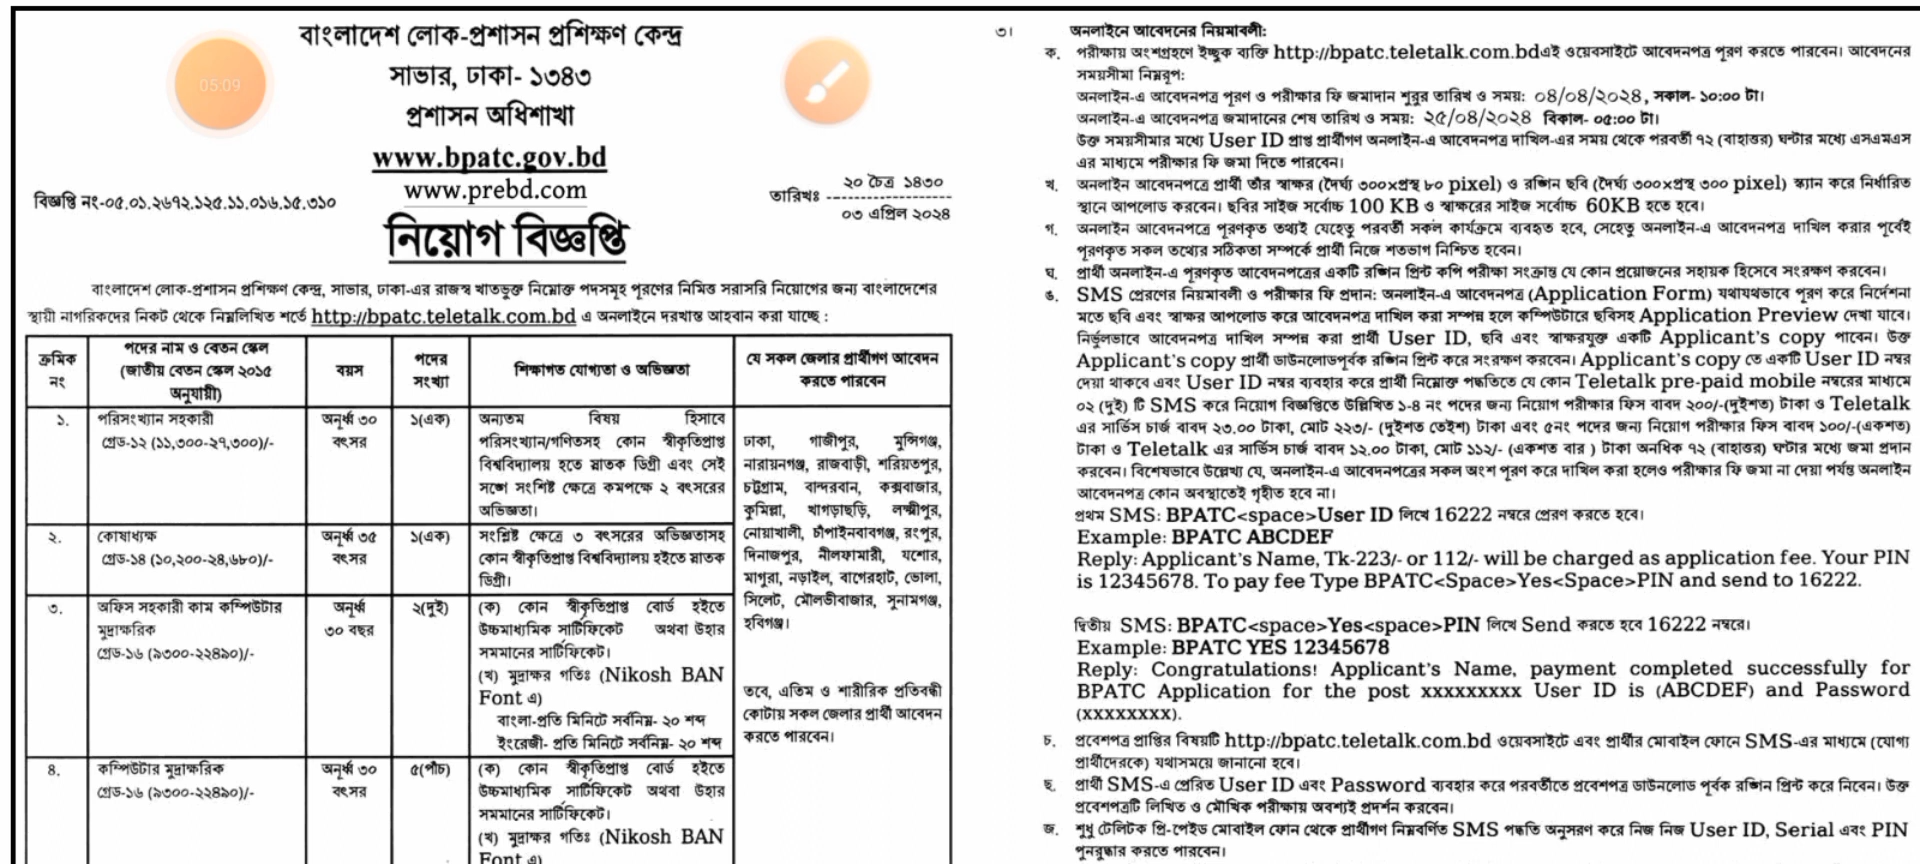 বাংলাদেশ লোক-প্রশাসন প্রশিক্ষণ কেন্দ্র
সাভার, ঢাকা- ১৩৪৩
প্রশাসন অধিশাখা
www.bpatc.gov.bd
www.prebd.com
05:09
বিজ্ঞপ্তি নং-০৫.০১.২৬৭২.১২৫.১১.০১৬.১৫.৩১০
তারিখঃ
২০ চৈত্র ১৪৩০
০৩ এপ্রিল ২০২৪
নিয়োগ বিজ্ঞপ্তি
বাংলাদেশ লোক-প্রশাসন প্রশিক্ষণ কেন্দ্র, সাভার, ঢাকা-এর রাজস্ব খাতভুক্ত নিম্নোক্ত পদসমূহ পূরণের নিমিত্ত সরাসরি নিয়োগের জন্য বাংলাদেশের
স্থায়ী নাগরিকদের নিকট থেকে নিম্নলিখিত শর্তে http://bpatc.teletalk.com.bd এ অনলাইনে দরখাস্ত আহবান করা যাচ্ছে :
ক্রমিক
নং
পদের নাম ও বেতন স্কেল
(জাতীয় বেতন স্কেল ২০১৫
অনুযায়ী)
বয়স
পদের
সংখ্যা
শিক্ষাগত যোগ্যতা ও অভিজ্ঞতা
যে সকল জেলার প্রার্থীগণ আবেদন
করতে পারবেন
১.
পরিসংখ্যান সহকারী
গ্রেড-১২ (১১,৩০০-২৭,৩০০)/-
অনূর্ধ্ব ৩০
বৎসর
১(এক)
অন্যতম বিষয় হিসাবে
পরিসংখ্যান/গণিতসহ কোন স্বীকৃতিপ্রাপ্ত
বিশ্ববিদ্যালয় হতে স্নাতক ডিগ্রী এবং সেই
সঙ্গে সংশিষ্ট ক্ষেত্রে কমপক্ষে ২ বৎসরের
অভিজ্ঞতা।
২.
কোষাধ্যক্ষ
গ্রেড-১৪ (১০,২০০-২৪,৬৮০)/-
অনূর্ধ্ব ৩৫
বৎসর
১(এক)
সংশ্লিষ্ট ক্ষেত্রে ৩ বৎসরের অভিজ্ঞতাসহ
কোন স্বীকৃতিপ্রাপ্ত বিশ্ববিদ্যালয় হইতে স্নাতক
ডিগ্রী।
৩.
অফিস সহকারী কাম কম্পিউটার
মুদ্রাক্ষরিক
গ্রেড-১৬ (৯৩০০-২২৪৯০)/-
অনূর্ধ্ব
৩০ বছর
২(দুই)
(ক) কোন স্বীকৃতিপ্রাপ্ত বোর্ড হইতে
উচ্চমাধ্যমিক সার্টিফিকেট অথবা উহার
সমমানের সার্টিফিকেট।
(খ) মুদ্রাক্ষর গতিঃ (Nikosh BAN
Font এ)
বাংলা-প্রতি মিনিটে সর্বনিম্ন- ২০ শব্দ
ইংরেজী- প্রতি মিনিটে সর্বনিম্ন- ২০ শব্দ
৪.
কম্পিউটার মুদ্রাক্ষরিক
গ্রেড-১৬ (৯৩০০-২২৪৯০)/-
অনূর্ধ্ব ৩০
বৎসর
৫(পাঁচ)
(ক) কোন স্বীকৃতিপ্রাপ্ত বোর্ড হইতে
উচ্চমাধ্যমিক সার্টিফিকেট অথবা উহার
সমমানের সার্টিফিকেট।
(খ) মুদ্রাক্ষর গতিঃ (Nikosh BAN
Font এ)
ঢাকা, গাজীপুর, মুন্সিগঞ্জ,
নারায়নগঞ্জ, রাজবাড়ী, শরিয়তপুর,
চট্টগ্রাম, বান্দরবান, কক্সবাজার,
কুমিল্লা, খাগড়াছড়ি, লক্ষ্মীপুর,
নোয়াখালী, চাঁপাইনবাবগঞ্জ, রংপুর,
দিনাজপুর, নীলফামারী, যশোর,
মাগুরা, নড়াইল, বাগেরহাট, ভোলা,
সিলেট, মৌলভীবাজার, সুনামগঞ্জ,
হবিগঞ্জ।
তবে, এতিম ও শারীরিক প্রতিবন্ধী
কোটায় সকল জেলার প্রার্থী আবেদন
করতে পারবেন।
৩। অনলাইনে আবেদনের নিয়মাবলী:
ক. পরীক্ষায় অংশগ্রহণে ইচ্ছুক ব্যক্তি http://bpatc.teletalk.com.bdএই ওয়েবসাইটে আবেদনপত্র পূরণ করতে পারবেন। আবেদনের
সময়সীমা নিম্নরূপ:
অনলাইন-এ আবেদনপত্র পূরণ ও পরীক্ষার ফি জমাদান শুরুর তারিখ ও সময়: ০৪/০৪/২০২৪, সকাল- ১০:০০ টা।
অনলাইন-এ আবেদনপত্র জমাদানের শেষ তারিখ ও সময়: ২৫/০৪/২০২৪ বিকাল- ০৫:০০ টা।
উক্ত সময়সীমার মধ্যে User ID প্রাপ্ত প্রার্থীগণ অনলাইন-এ আবেদনপত্র দাখিল-এর সময় থেকে পরবর্তী ৭২ (বাহাত্তর) ঘন্টার মধ্যে এসএমএস
এর মাধ্যমে পরীক্ষার ফি জমা দিতে পারবেন।
খ. অনলাইন আবেদনপত্রে প্রার্থী তাঁর স্বাক্ষর (দৈর্ঘ্য ৩০০×প্রস্থ ৮০ pixel) ও রঙ্গিন ছবি (দৈর্ঘ্য ৩০০×প্রস্থ ৩০০ pixel) স্ক্যান করে নির্ধারিত
স্থানে আপলোড করবেন। ছবির সাইজ সর্বোচ্চ 100 KB ও স্বাক্ষরের সাইজ সর্বোচ্চ 60KB হতে হবে।
গ. অনলাইন আবেদনপত্রে পূরণকৃত তথ্যই যেহেতু পরবর্তী সকল কার্যক্রমে ব্যবহৃত হবে, সেহেতু অনলাইন-এ আবেদনপত্র দাখিল করার পূর্বেই
পূরণকৃত সকল তথ্যের সঠিকতা সম্পর্কে প্রার্থী নিজে শতভাগ নিশ্চিত হবেন।
ঘ. প্রার্থী অনলাইন-এ পূরণকৃত আবেদনপত্রের একটি রঙ্গিন প্রিন্ট কপি পরীক্ষা সংক্রান্ত যে কোন প্রয়োজনের সহায়ক হিসেবে সংরক্ষণ করবেন।
ঙ. SMS প্রেরণের নিয়মাবলী ও পরীক্ষার ফি প্রদান: অনলাইন-এ আবেদনপত্র (Application Form) যথাযথভাবে পূরণ করে নির্দেশনা
মতে ছবি এবং স্বাক্ষর আপলোড করে আবেদনপত্র দাখিল করা সম্পন্ন হলে কম্পিউটারে ছবিসহ Application Preview দেখা যাবে।
নির্ভুলভাবে আবেদনপত্র দাখিল সম্পন্ন করা প্রার্থী User ID, ছবি এবং স্বাক্ষরযুক্ত একটি Applicant's copy পাবেন। উক্ত
Applicant's copy প্রার্থী ডাউনলোডপূর্বক রঙ্গিন প্রিন্ট করে সংরক্ষণ করবেন। Applicant's copy তে একটি User ID নম্বর
দেয়া থাকবে এবং User ID নম্বর ব্যবহার করে প্রার্থী নিম্নোক্ত পদ্ধতিতে যে কোন Teletalk pre-paid mobile নম্বরের মাধ্যমে
০২ (দুই) টি SMS করে নিয়োগ বিজ্ঞপ্তিতে উল্লিখিত ১-৪ নং পদের জন্য নিয়োগ পরীক্ষার ফিস বাবদ ২০০/-(দুইশত) টাকা ও Teletalk
এর সার্ভিস চার্জ বাবদ ২৩.০০ টাকা, মোট ২২৩/- (দুইশত তেইশ) টাকা এবং ৫নং পদের জন্য নিয়োগ পরীক্ষার ফিস বাবদ ১০০/-(একশত)
টাকা ও Teletalk এর সার্ভিস চার্জ বাবদ ১২.০০ টাকা, মোট ১১২/- (একশত বার ) টাকা অনধিক ৭২ (বাহাত্তর) ঘণ্টার মধ্যে জমা প্রদান
করবেন। বিশেষভাবে উল্লেখ্য যে, অনলাইন-এ আবেদনপত্রের সকল অংশ পূরণ করে দাখিল করা হলেও পরীক্ষার ফি জমা না দেয়া পর্যন্ত অনলাইন
আবেদনপত্র কোন অবস্থাতেই গৃহীত হবে না।
প্রথম SMS: BPATC<space>User ID লিখে 16222 নম্বরে প্রেরণ করতে হবে।
Example: BPATC ABCDEF
Reply: Applicant's Name, Tk-223/- or 112/- will be charged as application fee. Your PIN
is 12345678. To pay fee Type BPATC<Space>Yes<Space>PIN and send to 16222.
দ্বিতীয় SMS: BPATC<space>Yes<space>PIN লিখে Send করতে হবে 16222 নম্বরে।
Example: BPATC YES 12345678
Reply: Congratulations! Applicant's Name, payment completed successfully for
BPATC Application for the post xxxxxxxxx User ID is (ABCDEF) and Password
(xxxxxxxx).
চ. প্রবেশপত্র প্রাপ্তির বিষয়টি http://bpatc.teletalk.com.bd ওয়েবসাইটে এবং প্রার্থীর মোবাইল ফোনে SMS-এর মাধ্যমে (যোগ্য
প্রার্থীদেরকে) যথাসময়ে জানানো হবে।
ছ. প্রার্থী SMS-এ প্রেরিত User ID এবং Password ব্যবহার করে পরবর্তীতে প্রবেশপত্র ডাউনলোড পূর্বক রঙ্গিন প্রিন্ট করে নিবেন। উক্ত
প্রবেশপত্রটি লিখিত ও মৌখিক পরীক্ষায় অবশ্যই প্রদর্শন করবেন।
জ. শুধু টেলিটক প্রি-পেইড মোবাইল ফোন থেকে প্রার্থীগণ নিম্নবর্ণিত SMS পদ্ধতি অনুসরণ করে নিজ নিজ User ID, Serial এবং PIN
পুনরুদ্ধার করতে পারবেন।